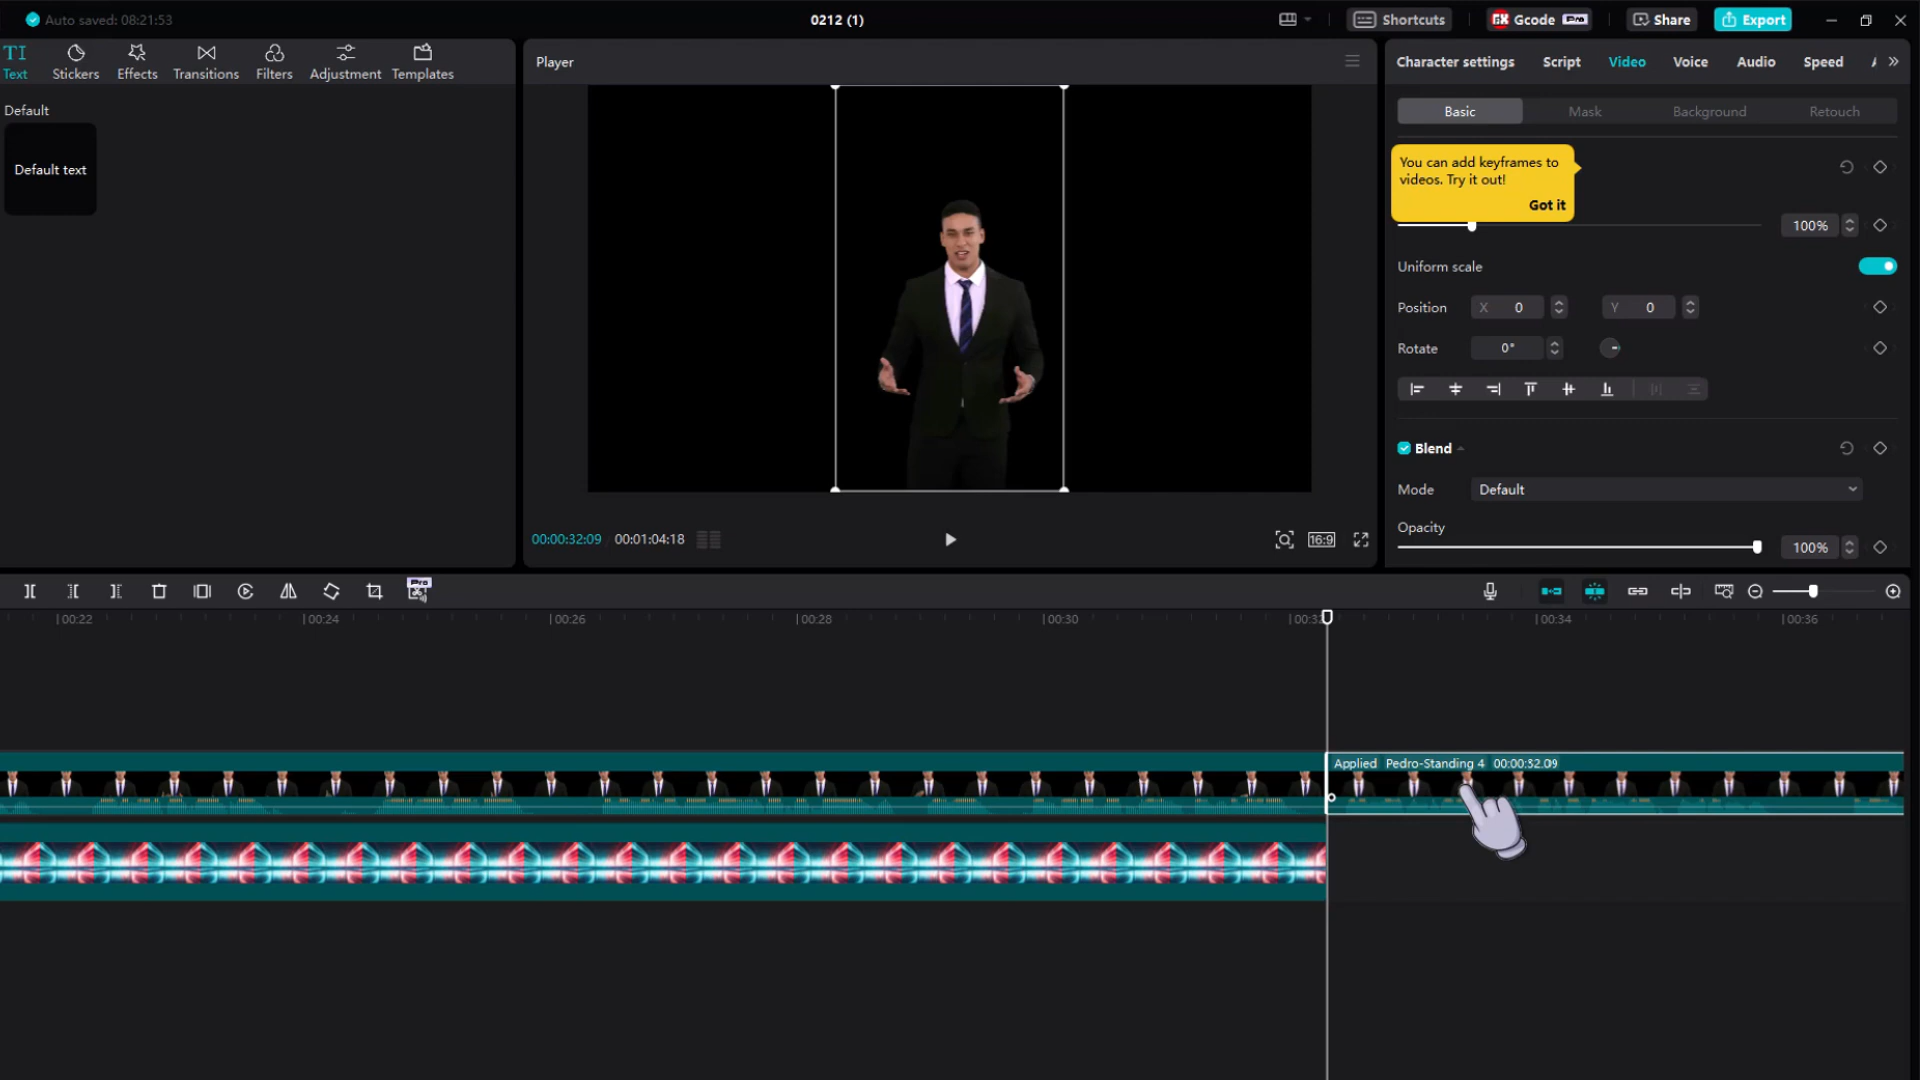 Auto saved: 08:21:53
0212 (1)
Shortcuts
Gcode Pro
Share
Export
TI
Text
Stickers
Effects
Transitions
Filters
Adjustment
Templates
Default
Default text
Player
00:00:32:09
00:01:04:18
16:9
Character settings
Script
Video
Voice
Audio
Speed
Basic
Mask
Background
Retouch
You can add keyframes to
videos. Try it out!
Got it
100%
Uniform scale
Position X 0 Y 0
Rotate 0°
Blend
Mode Default
Opacity
100%
Pro
00:22
00:24
00:26
00:28
00:30
00:34
00:36
Applied Pedro-Standing 4 00:00:32:09